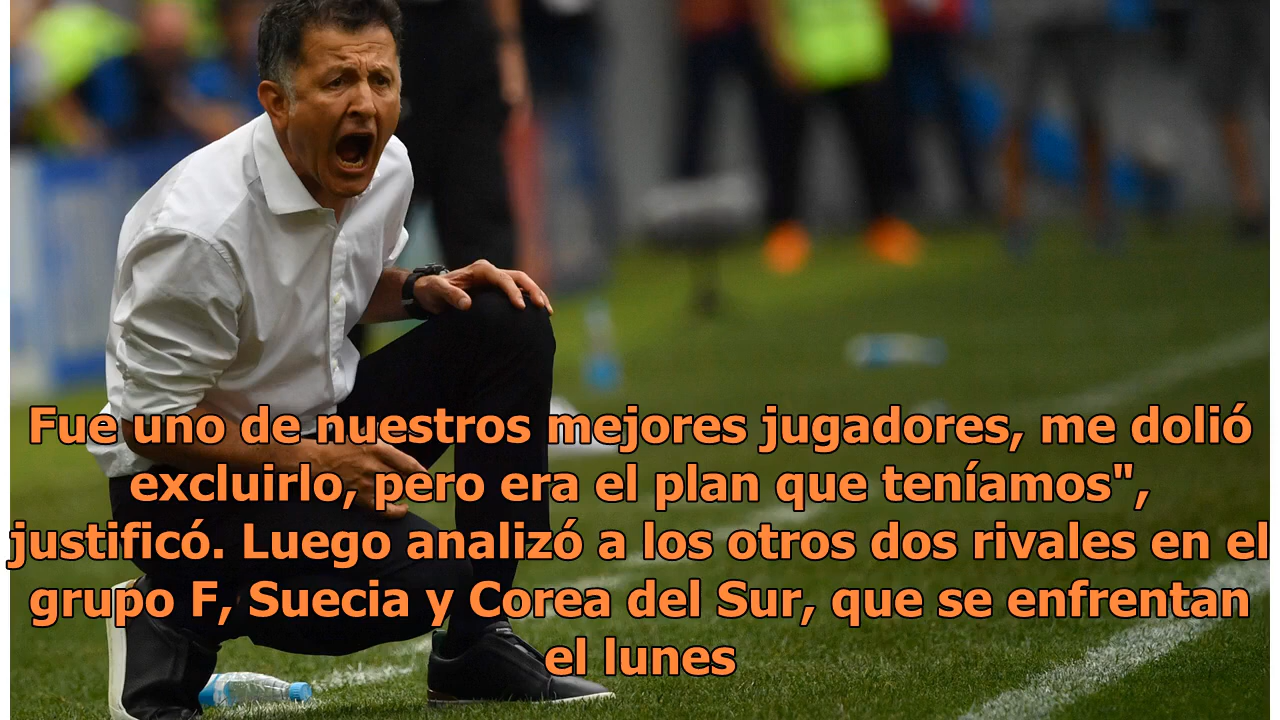 Fue uno de nuestros mejores jugadores, me dolió
excluirlo, pero era el plan que teníamos",
justificó. Luego analizó a los otros dos rivales en el
grupo F, Suecia y Corea del Sur, que se enfrentan
el lunes